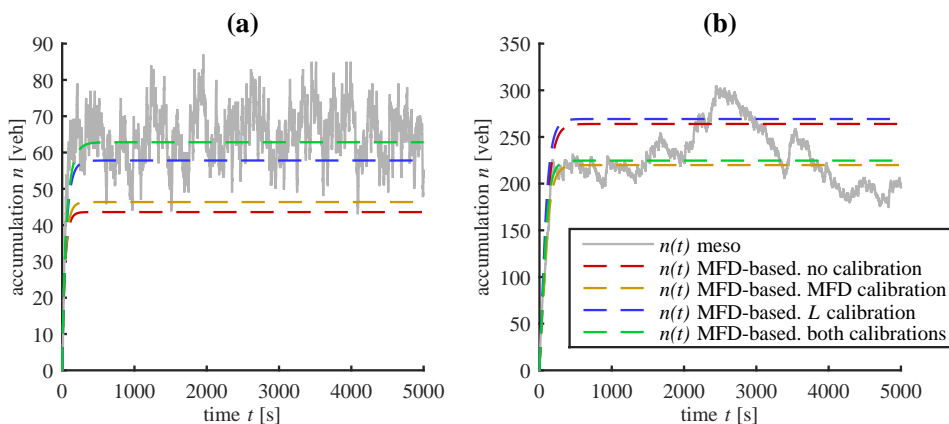 (a)
90
80
70
60
50
40
30
20
10
0
accumulation n [veh]
0 1000 2000 3000 4000 5000
time t [s]
(b)
350
300
250
200
150
100
50
0
accumulation n [veh]
0 1000 2000 3000 4000 5000
time t [s]
n(t) meso
n(t) MFD-based. no calibration
n(t) MFD-based. MFD calibration
n(t) MFD-based. L calibration
n(t) MFD-based. both calibrations